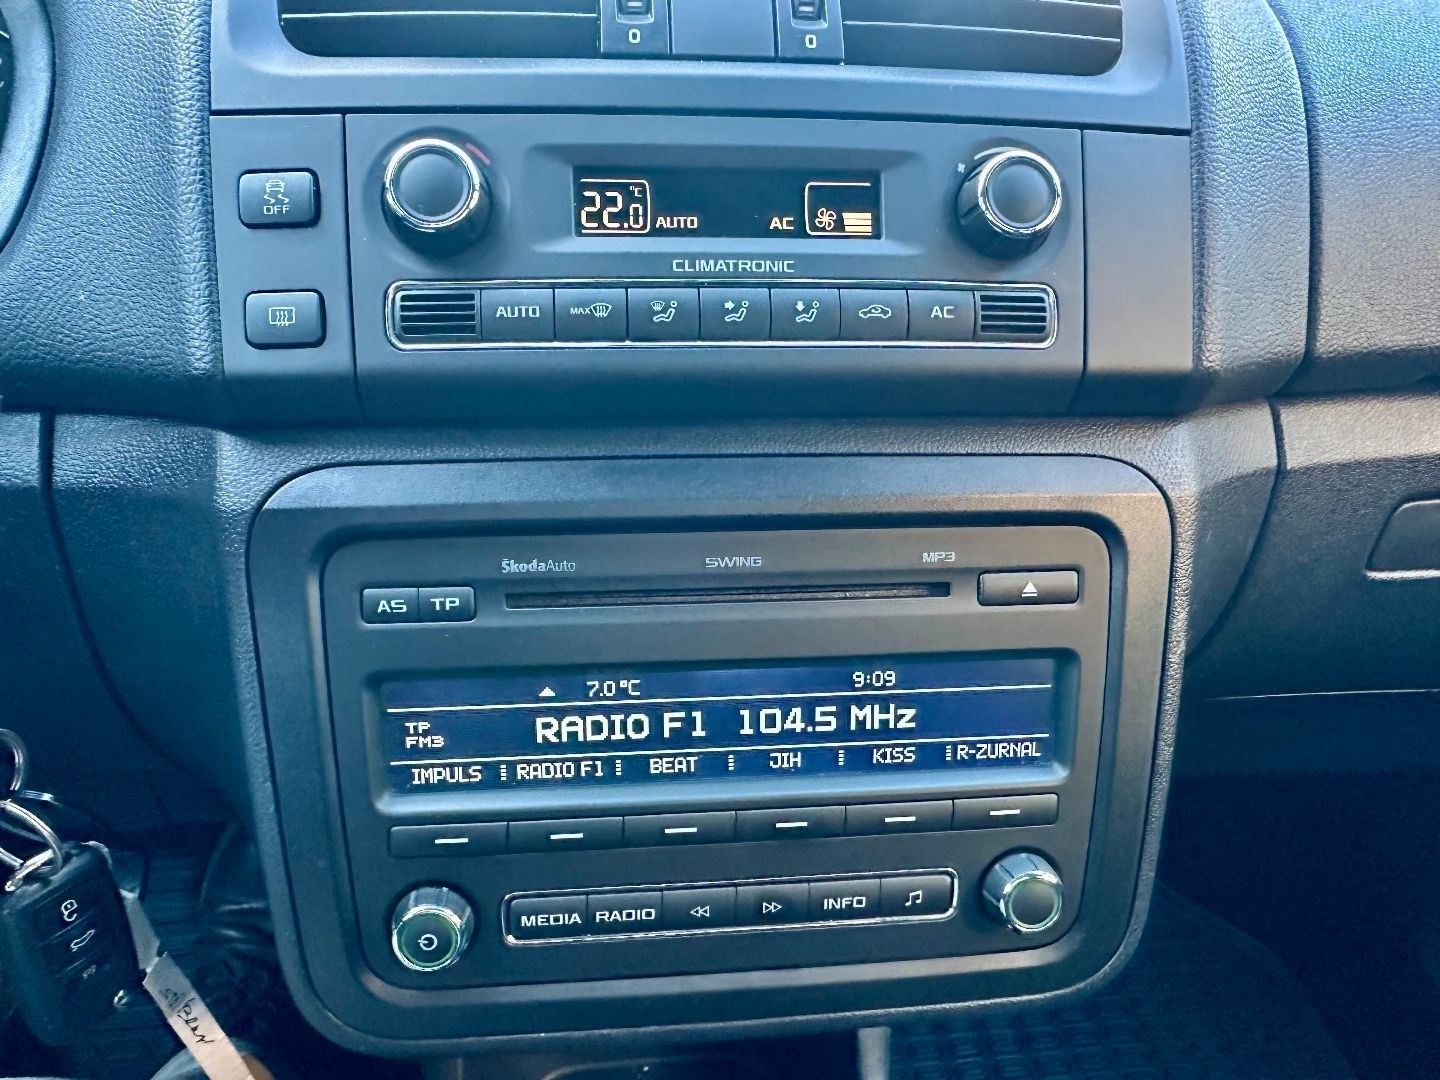 0 0
OFF
22.0 °C AUTO AC
CLIMATRONIC
AUTO MAX AC
ŠkodaAuto SWING MP3
AS TP
7.0 °C 9:09
TP
FM3
RADIO F1 104.5 MHz
IMPULS RADIO F1 BEAT JIH KISS R-ZURNAL
MEDIA RADIO INFO